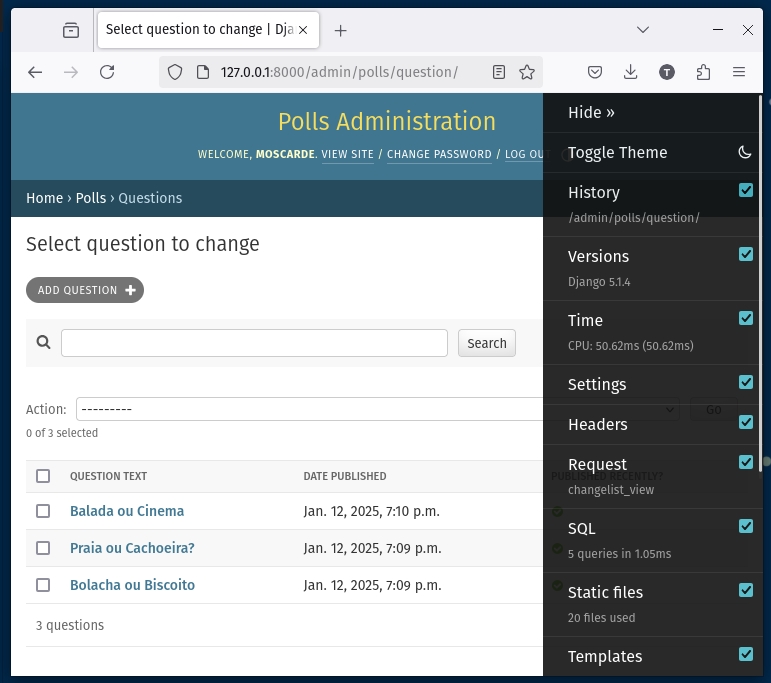 Select question to change | Dja
127.0.0.1:8000/admin/polls/question/
T
Polls Administration
WELCOME, MOSCARDE. VIEW SITE / CHANGE PASSWORD / LOG OUT
Home › Polls › Questions
Select question to change
ADD QUESTION
Search
Action:
---------
GO
0 of 3 selected
QUESTION TEXT DATE PUBLISHED PUBLISHED RECENTLY?
Balada ou Cinema Jan. 12, 2025, 7:10 p.m.
Praia ou Cachoeira? Jan. 12, 2025, 7:09 p.m.
Bolacha ou Biscoito Jan. 12, 2025, 7:09 p.m.
3 questions
Hide »
Toggle Theme
History
/admin/polls/question/
Versions
Django 5.1.4
Time
CPU: 50.62ms (50.62ms)
Settings
Headers
Request
changelist_view
SQL
5 queries in 1.05ms
Static files
20 files used
Templates